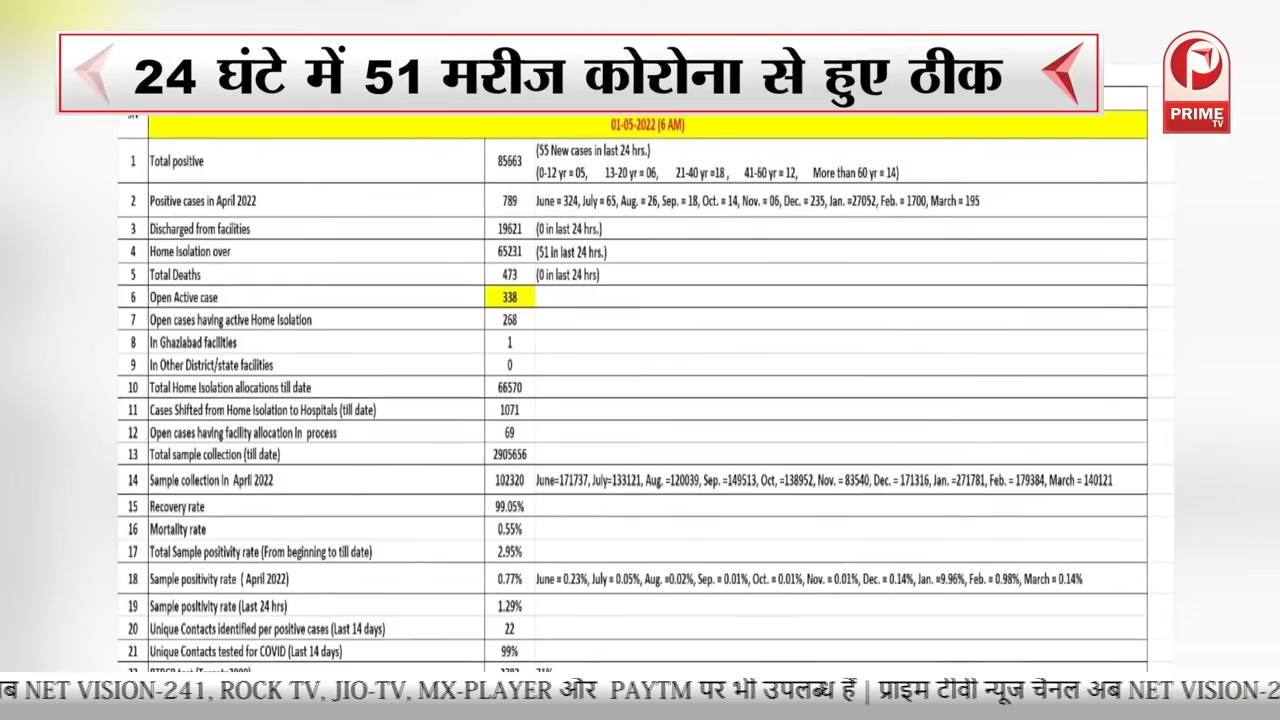 24 घंटे में 51 मरीज कोरोना से हुए ठीक
PRIME
TV
01-05-2022 (6 AM)
1 Total positive 85663 (55 New cases in last 24 hrs.)
(0-12 yr = 05, 13-20 yr = 06, 21-40 yr =18 , 41-60 yr = 12, More than 60 yr = 14)
2 Positive cases in April 2022 789 June = 324, July = 65, Aug. = 26, Sep. = 18, Oct. = 14, Nov. = 06, Dec. = 235, Jan. =27052, Feb. = 1700, March = 195
3 Discharged from facilities 19621 (0 in last 24 hrs.)
4 Home Isolation over 65231 (51 in last 24 hrs.)
5 Total Deaths 473 (0 in last 24 hrs)
6 Open Active case 338
7 Open cases having active Home Isolation 268
8 In Ghaziabad facilities 1
9 In Other District/state facilities 0
10 Total Home Isolation allocations till date 66570
11 Cases Shifted from Home Isolation to Hospitals (till date) 1071
12 Open cases having facility allocation in process 69
13 Total sample collection (till date) 2905656
14 Sample collection in April 2022 102320 June=171737, July=133121, Aug. =120039, Sep. =149513, Oct, =138952, Nov. = 83540, Dec. = 171316, Jan. =271781, Feb. = 179384, March = 140121
15 Recovery rate 99.05%
16 Mortality rate 0.55%
17 Total Sample positivity rate (From beginning to till date) 2.95%
18 Sample positivity rate ( April 2022) 0.77% June = 0.23%, July = 0.05%, Aug. =0.02%, Sep. = 0.01%, Oct. = 0.01%, Nov. = 0.01%, Dec. = 0.14%, Jan. =9.96%, Feb. = 0.98%, March = 0.14%
19 Sample positivity rate (Last 24 hrs) 1.29%
20 Unique Contacts identified per positive cases (Last 14 days) 22
21 Unique Contacts tested for COVID (Last 14 days) 99%
NET VISION-241, ROCK TV, JIO-TV, MX-PLAYER और PAYTM पर भी उपलब्ध हैं | प्राइम टीवी न्यूज चैनल अब NET VISION-2